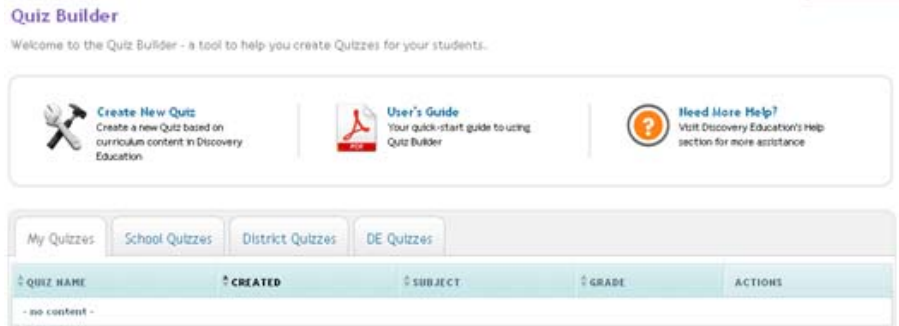 Quiz Builder
Welcome to the Quiz Builder - a tool to help you create Quizzes for your students.
Create New Quiz
Create a new Quiz based on
curriculum content in Discovery
Education
PDF
User's Guide
Your quick-start guide to using
Quiz Builder
?
Need More Help?
Visit Discovery Education's Help
section for more assistance
My Quizzes School Quizzes District Quizzes DE Quizzes
QUIZ NAME CREATED SUBJECT GRADE ACTIONS
- no content -